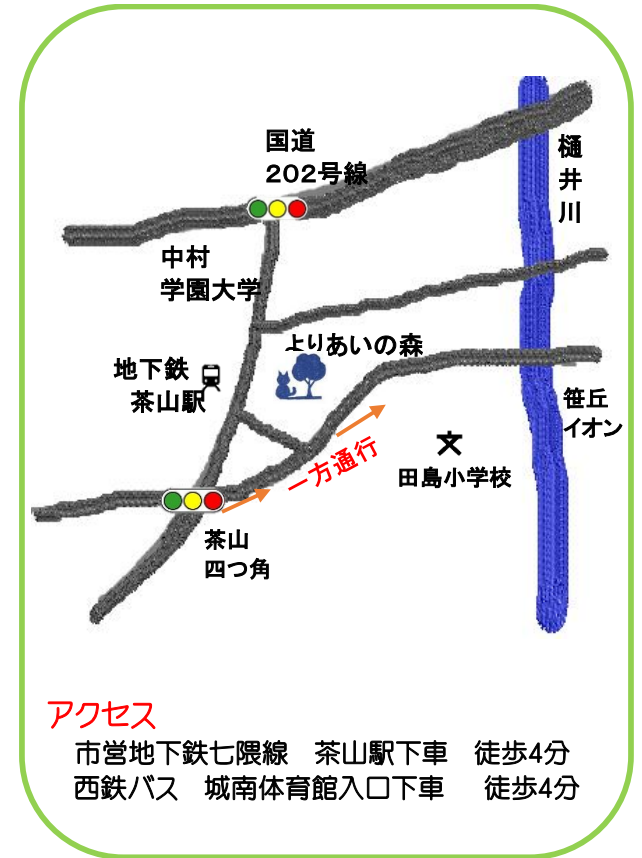 国道
202号線
樋井川
中村
学園大学
よりあいの森
地下鉄
茶山駅
笹丘
イオン
一方通行
文
田島小学校
茶山
四つ角
アクセス
市営地下鉄七隈線　茶山駅下車　徒歩4分
西鉄バス　城南体育館入口下車　徒歩4分